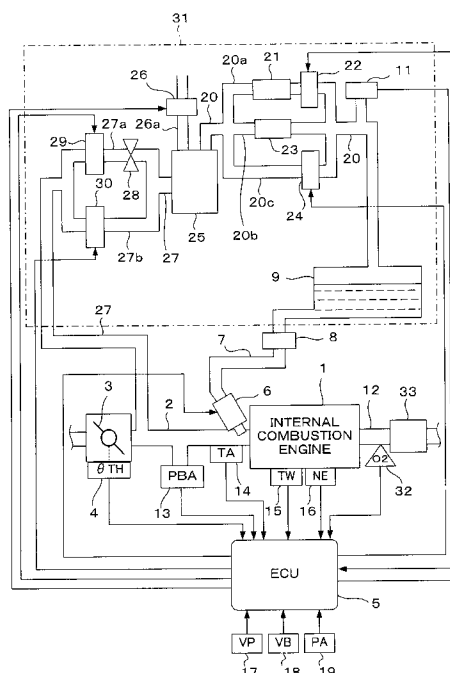 31
26
20a
21
22
11
20
29
27a
26a
30
28
23
20
24
20c
20b
25
27
27b
9
27
7
8
3
2
6
1
12
33
INTERNAL
COMBUSTION
ENGINE
θTH
4
PBA
13
TA
14
TW
15
NE
16
O2
32
ECU
5
VP
17
VB
18
PA
19